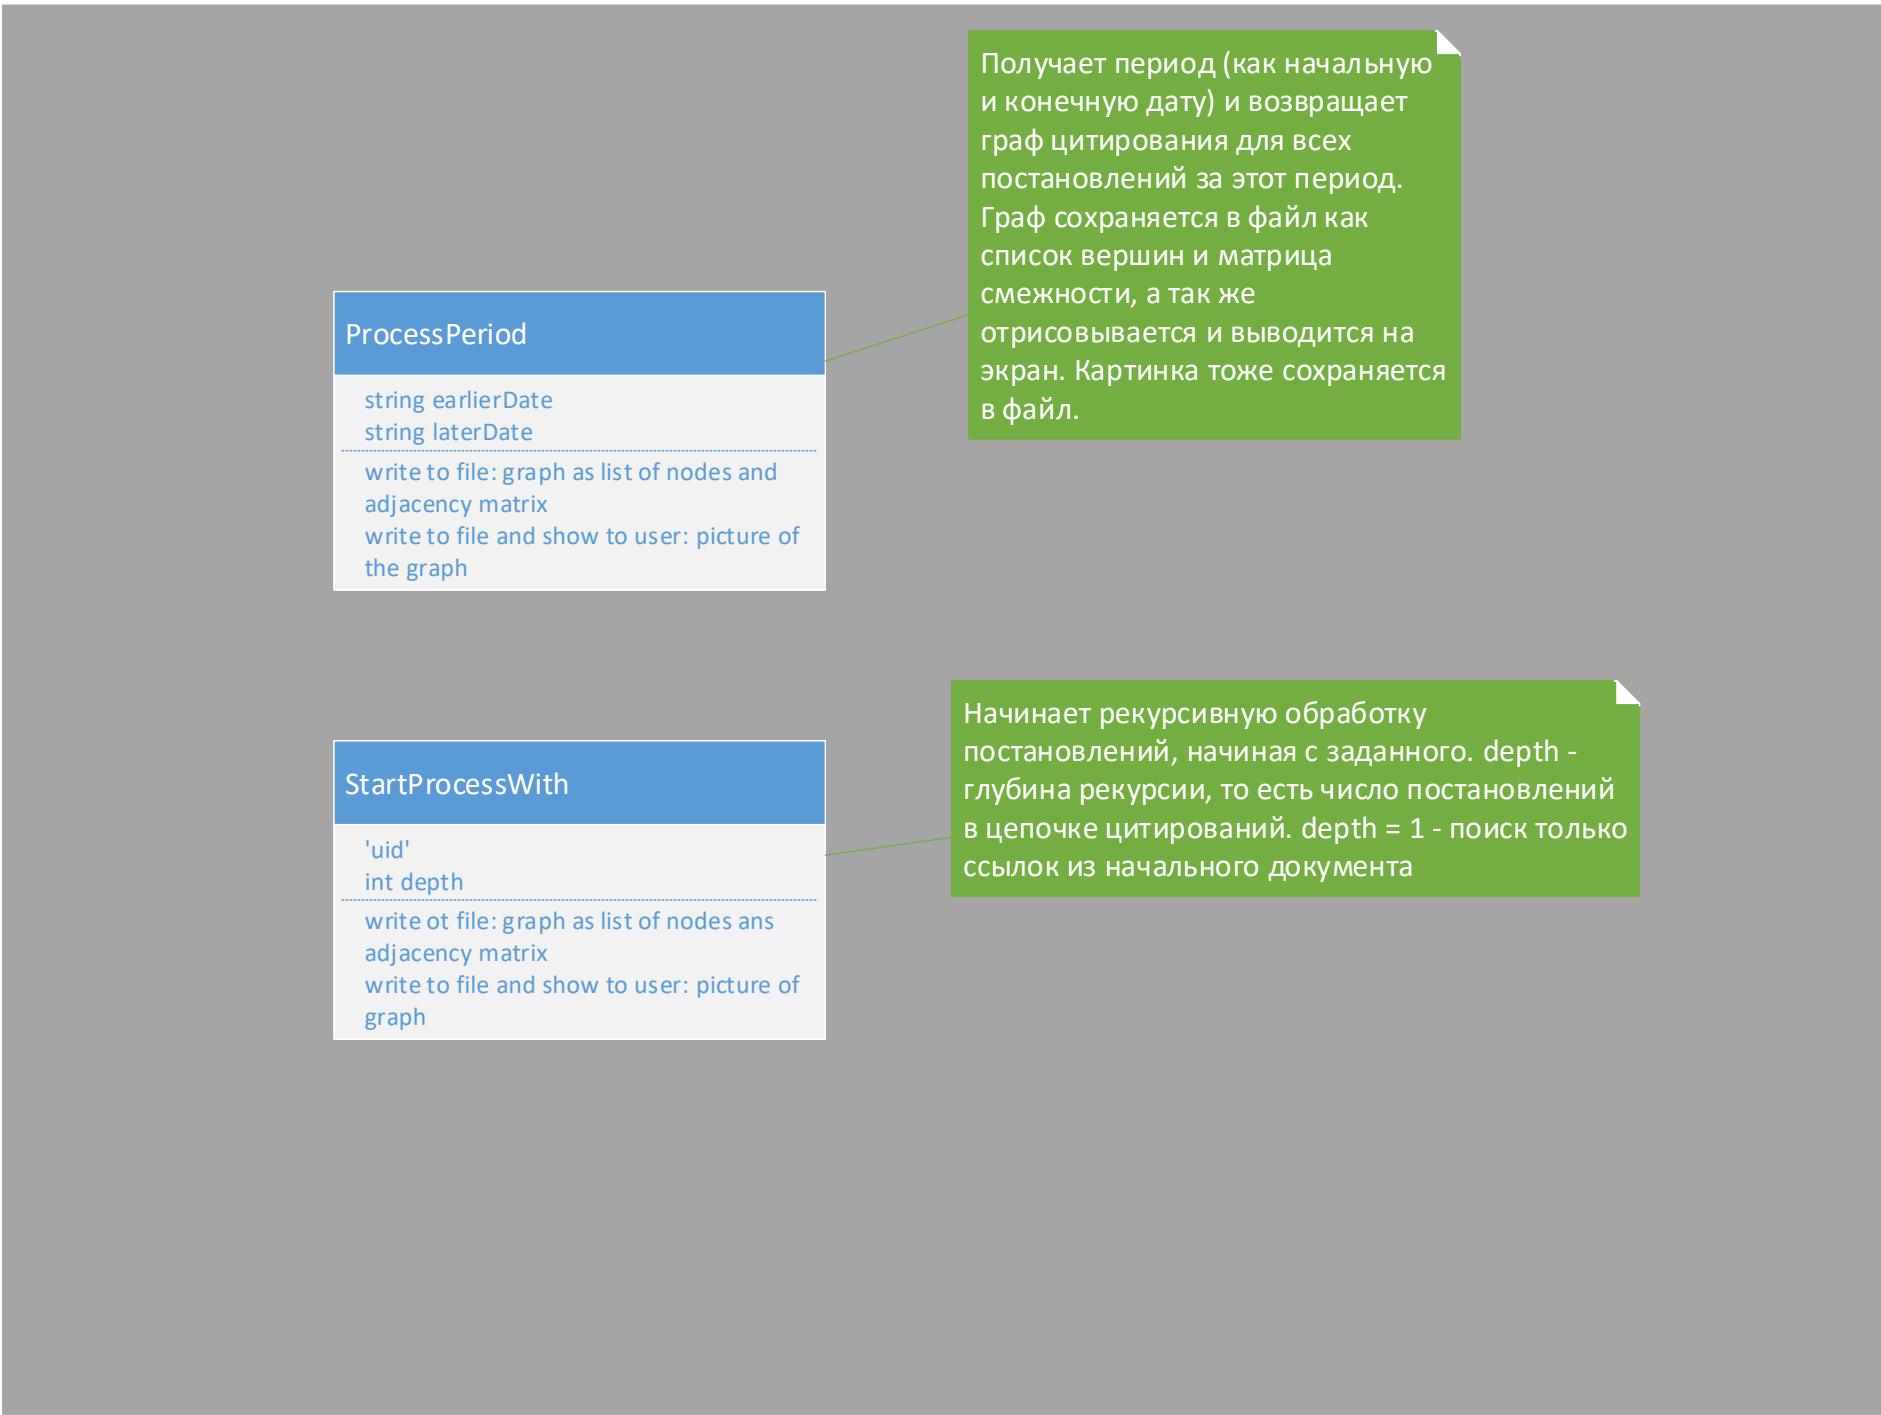 Получает период (как начальную
и конечную дату) и возвращает
граф цитирования для всех
постановлений за этот период.
Граф сохраняется в файл как
список вершин и матрица
смежности, а так же
отрисовывается и выводится на
экран. Картинка тоже сохраняется
в файл.
ProcessPeriod
string earlierDate
string laterDate
write to file: graph as list of nodes and
adjacency matrix
write to file and show to user: picture of
the graph
Начинает рекурсивную обработку
постановлений, начиная с заданного. depth -
глубина рекурсии, то есть число постановлений
в цепочке цитирований. depth = 1 - поиск только
ссылок из начального документа
StartProcessWith
'uid'
int depth
write ot file: graph as list of nodes ans
adjacency matrix
write to file and show to user: picture of
graph